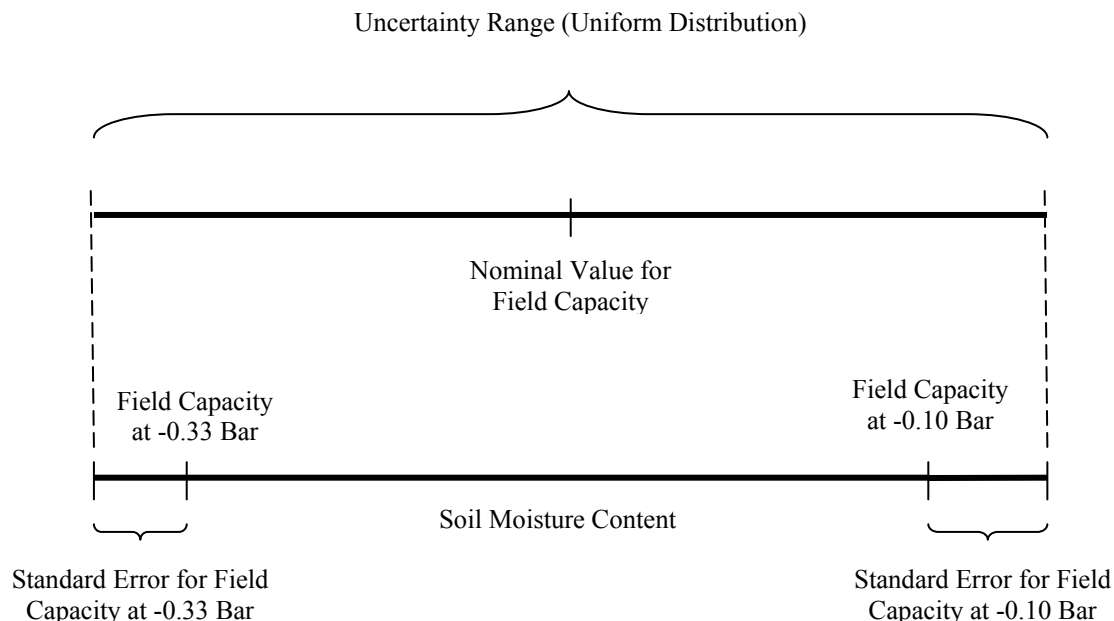 Uncertainty Range (Uniform Distribution)
Nominal Value for
Field Capacity
Field Capacity
at -0.33 Bar
Field Capacity
at -0.10 Bar
Soil Moisture Content
Standard Error for Field
Capacity at -0.33 Bar
Standard Error for Field
Capacity at -0.10 Bar